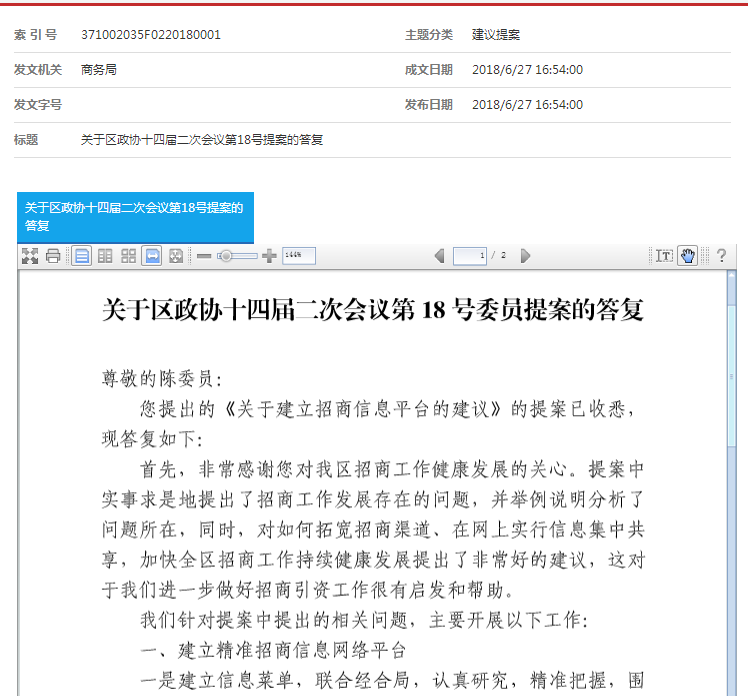 索 引 号 371002035F0220180001 主题分类 建议提案
发文机关 商务局 成文日期 2018/6/27 16:54:00
发文字号 发布日期 2018/6/27 16:54:00
标题 关于区政协十四届二次会议第18号提案的答复
关于区政协十四届二次会议第18号提案的
答复
144% 1 / 2 T ?
关于区政协十四届二次会议第 18 号委员提案的答复
尊敬的陈委员：
您提出的《关于建立招商信息平台的建议》的提案已收悉，
现答复如下：
首先，非常感谢您对我区招商工作健康发展的关心。提案中
实事求是地提出了招商工作发展存在的问题，并举例说明分析了
问题所在，同时，对如何拓宽招商渠道、在网上实行信息集中共
享，加快全区招商工作持续健康发展提出了非常好的建议，这对
于我们进一步做好招商引资工作很有启发和帮助。
我们针对提案中提出的相关问题，主要开展以下工作：
一、建立精准招商信息网络平台
一是建立信息菜单，联合经合局，认真研究，精准把握，围